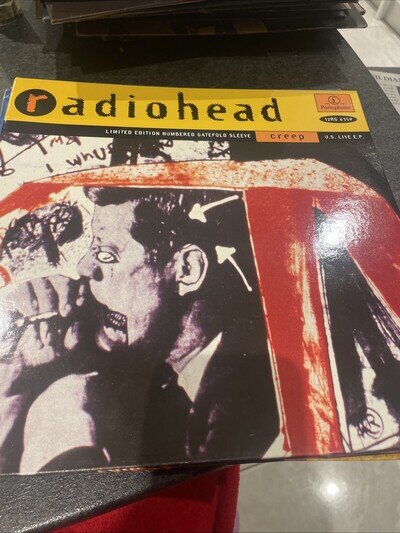 radiohead
LIMITED EDITION NUMBERED GATEFOLD SLEEVE creep U.S. LIVE E.P.
Parlophone
12RG 6359
i